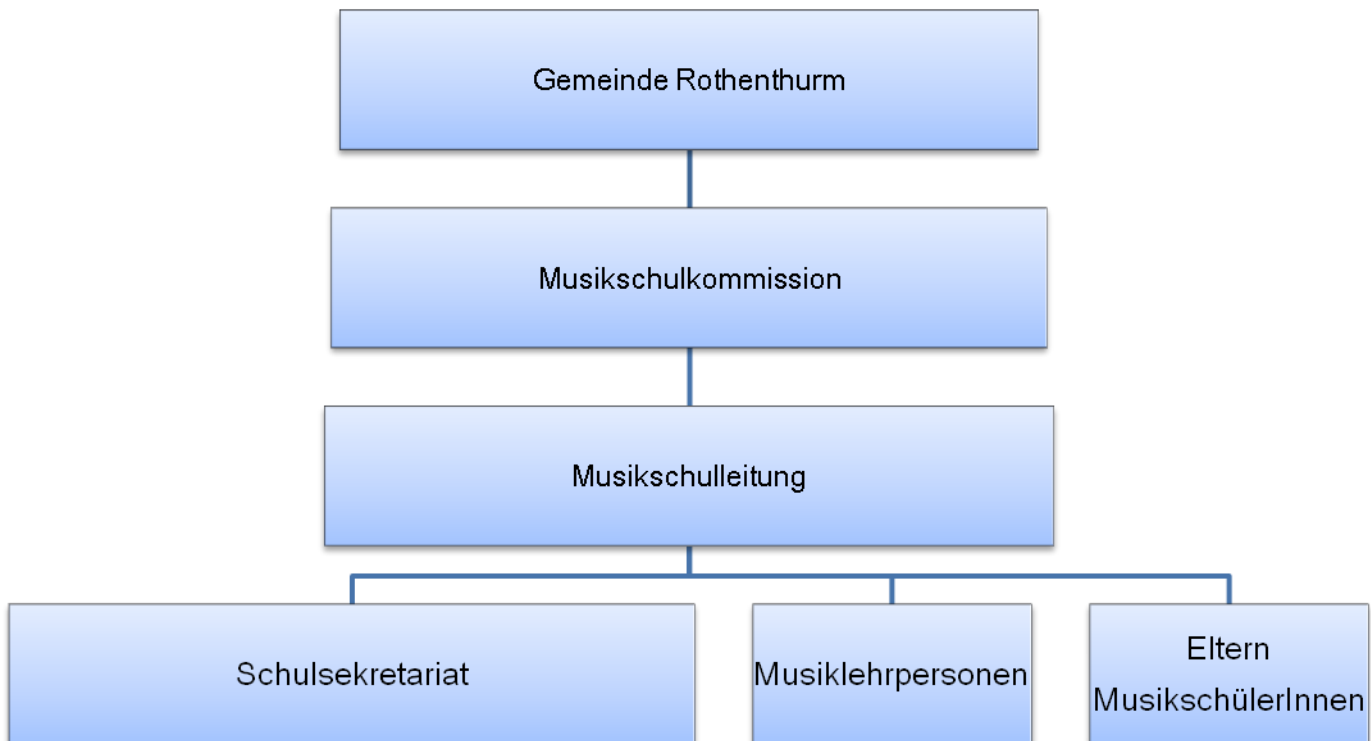 Gemeinde Rothenthurm
Musikschulkommission
Musikschulleitung
Schulsekretariat
Musiklehrpersonen
Eltern
MusikschülerInnen